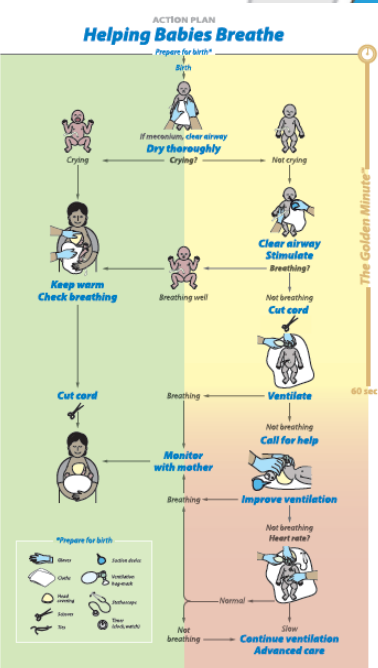 ACTION PLAN
Helping Babies Breathe
Prepare for birth*
Birth
If meconium, clear airway
Dry thoroughly
Crying
Crying?
Not crying
The Golden Minute
Clear airway
Stimulate
Breathing?
Keep warm
Check breathing
Breathing well
Not breathing
Cut cord
60 sec
Cut cord
Breathing
Ventilate
Not breathing
Call for help
Monitor
with mother
Breathing
Improve ventilation
Not breathing
Heart rate?
*Prepare for birth
Gloves
Suction device
Cloths
Ventilation
bag-mask
Head
covering
Stethoscope
Scissors
Timer
(clock, watch)
Ties
Normal
Slow
Not
breathing
Continue ventilation
Advanced care